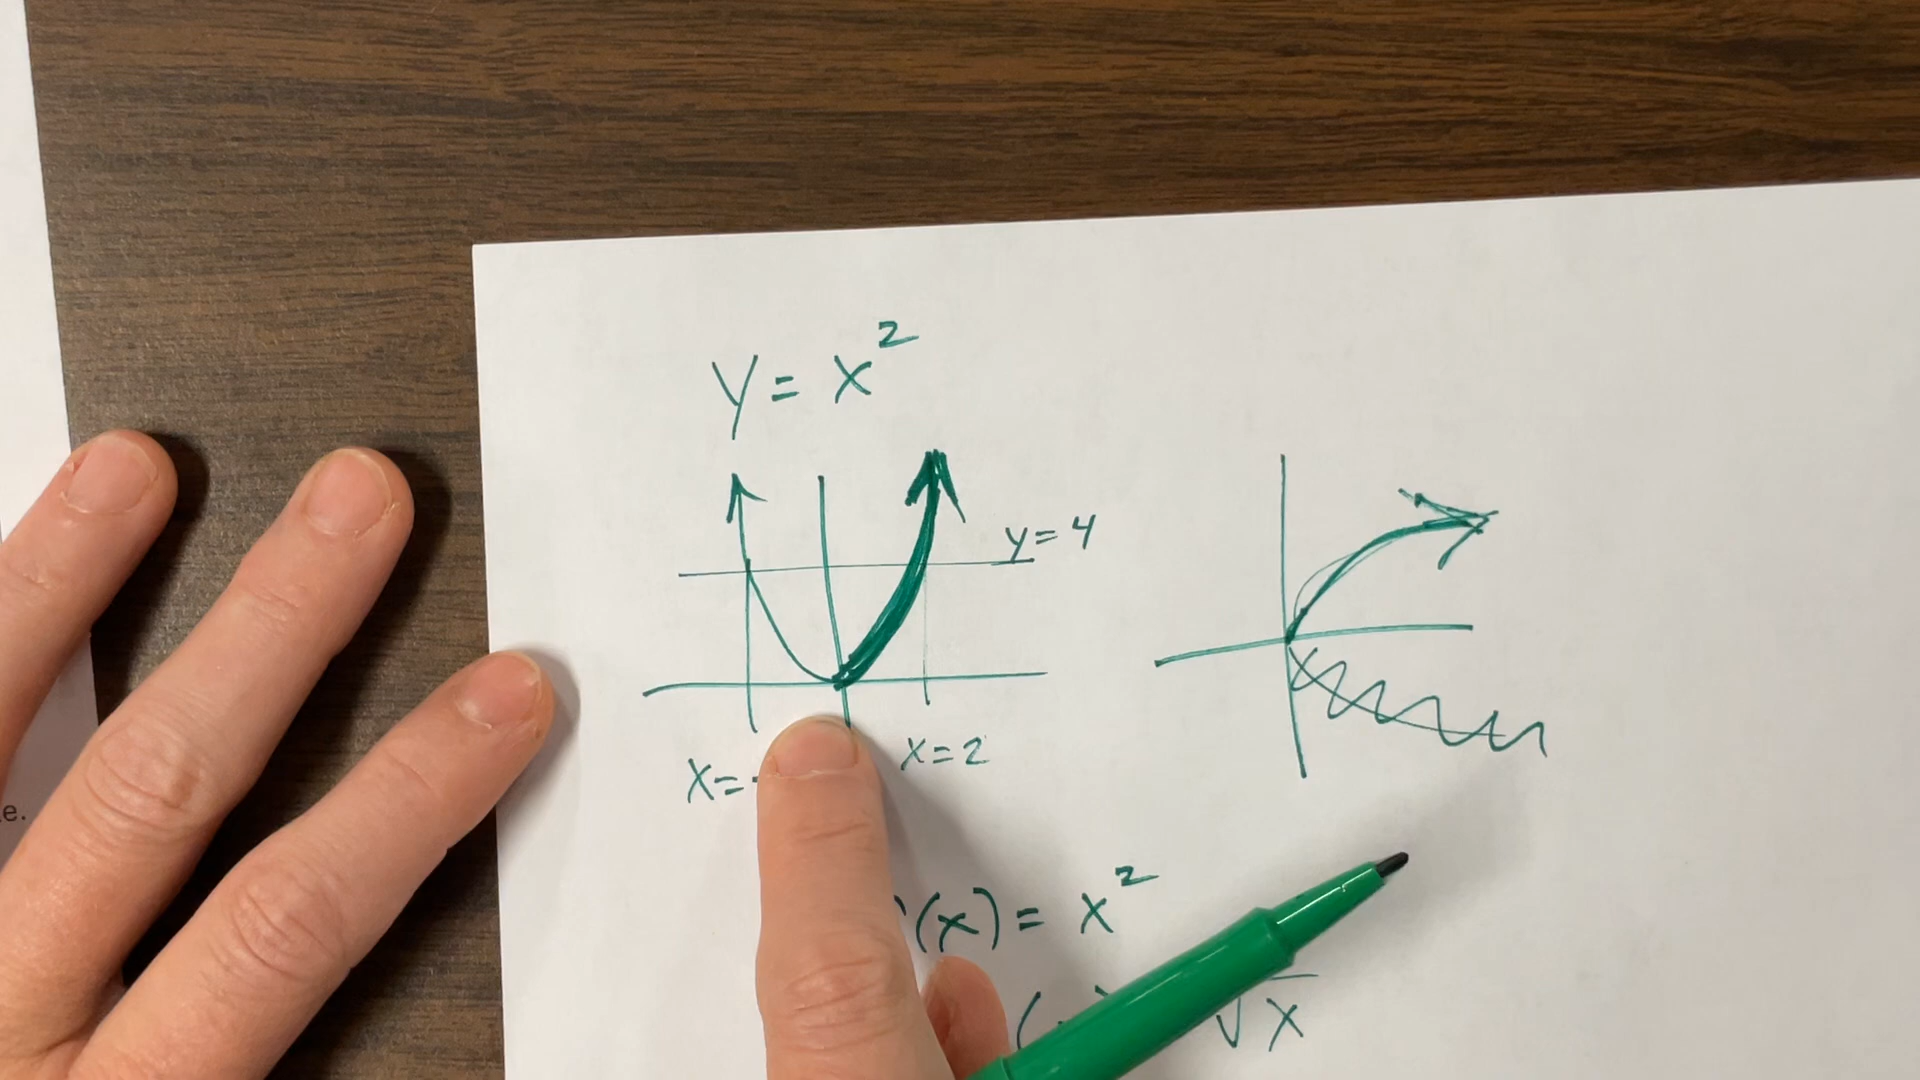 y = x²
y = 4
x = 2
x =
(x) = x²
√x
e.